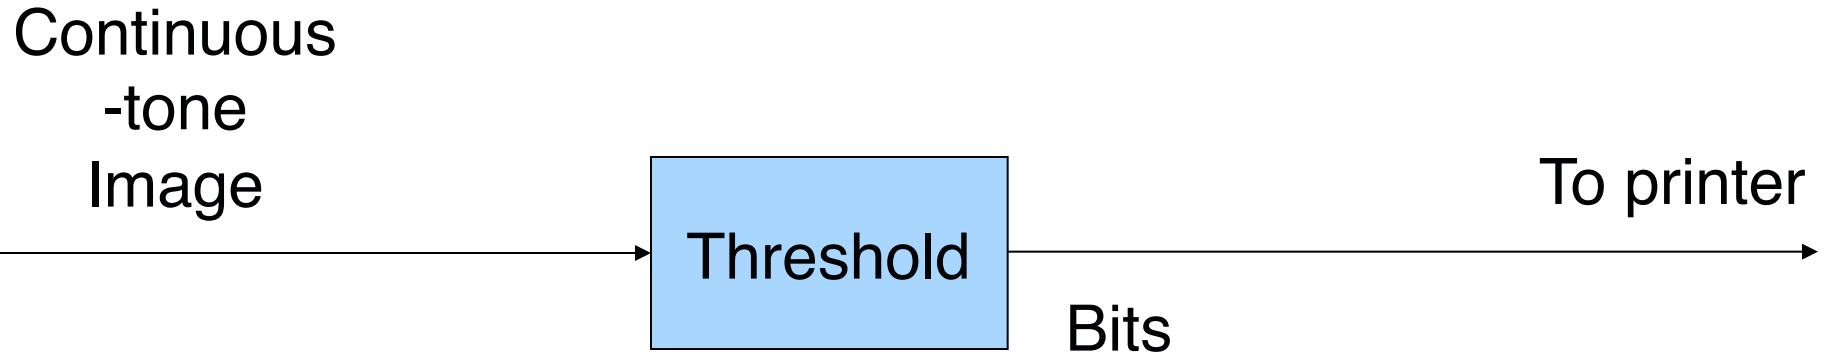 Continuous
-tone
Image
Threshold
Bits
To printer